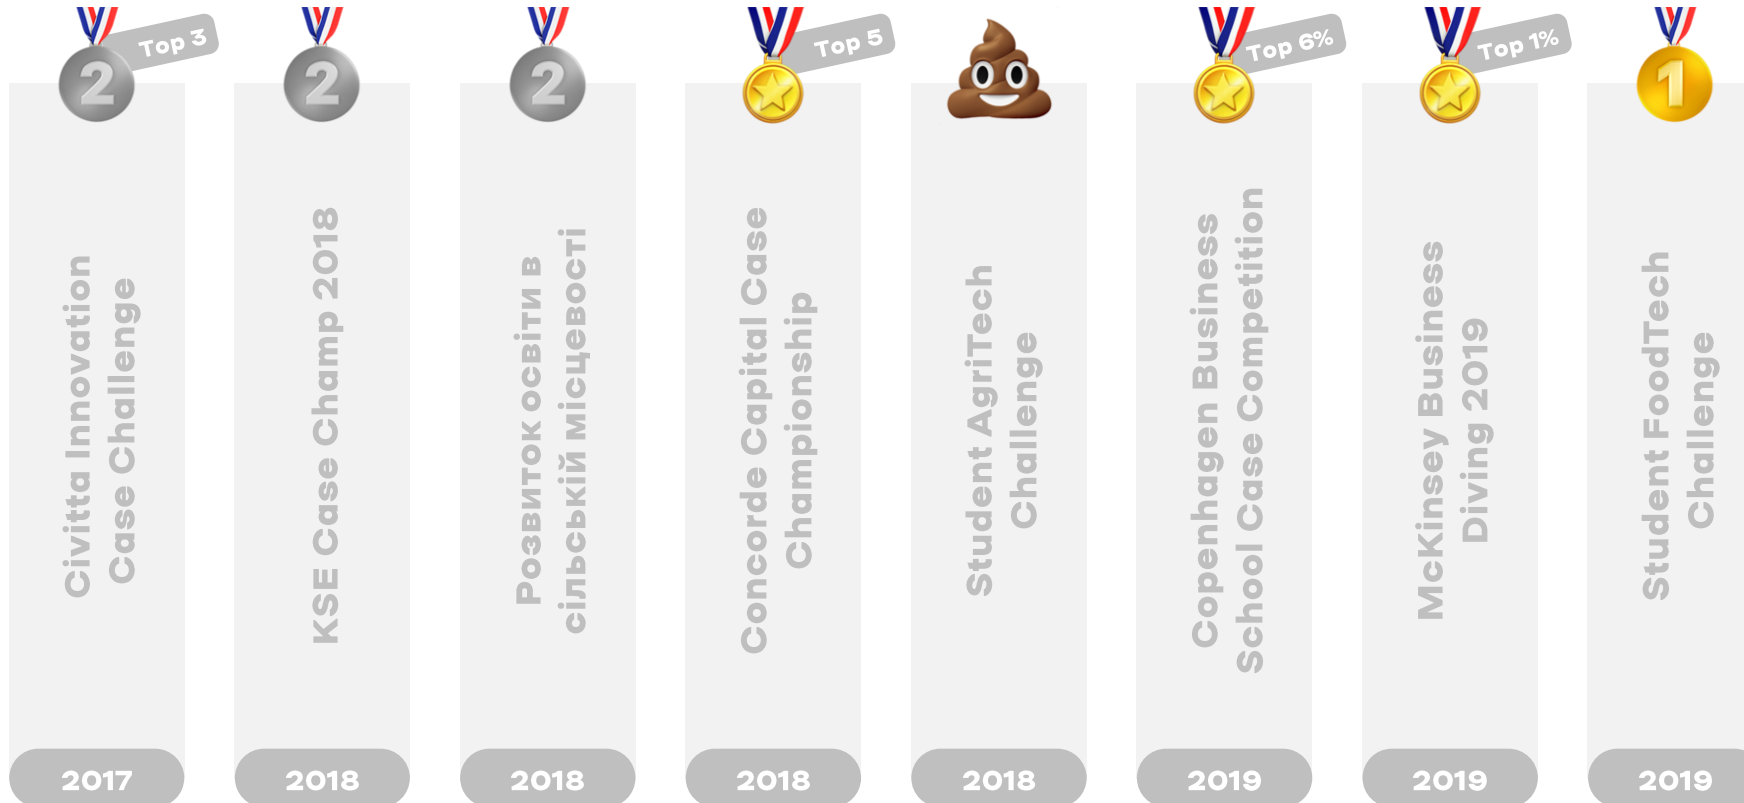 2
Top 3
Civitta Innovation
Case Challenge
2017
2
KSE Case Champ 2018
2018
2
Розвиток освіти в
сільській місцевості
2018
Top 5
Concorde Capital Case
Championship
2018
Student AgriTech
Challenge
2018
Top 6%
Copenhagen Business
School Case Competition
2019
Top 1%
McKinsey Business
Diving 2019
2019
1
Student FoodTech
Challenge
2019